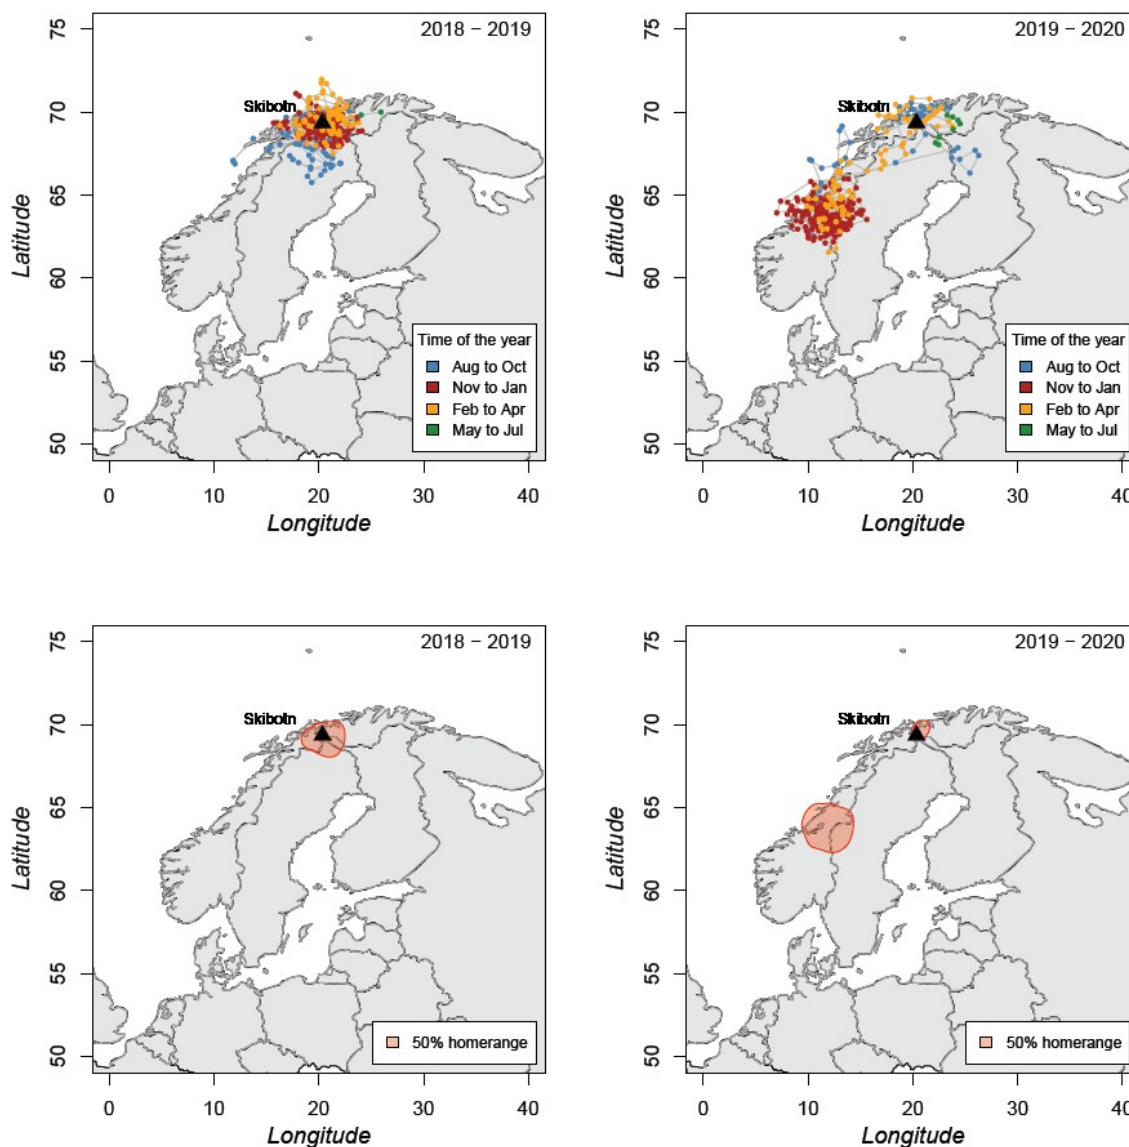 2018 − 2019
Skibotn
Time of the year
Aug to Oct
Nov to Jan
Feb to Apr
May to Jul
75
70
65
60
55
50
Latitude
0 10 20 30 40
Longitude
2019 − 2020
Skibotn
Time of the year
Aug to Oct
Nov to Jan
Feb to Apr
May to Jul
75
70
65
60
55
50
Latitude
0 10 20 30 40
Longitude
2018 − 2019
Skibotn
50% homerange
75
70
65
60
55
50
Latitude
0 10 20 30 40
Longitude
2019 − 2020
Skibotn
50% homerange
75
70
65
60
55
50
Latitude
0 10 20 30 40
Longitude